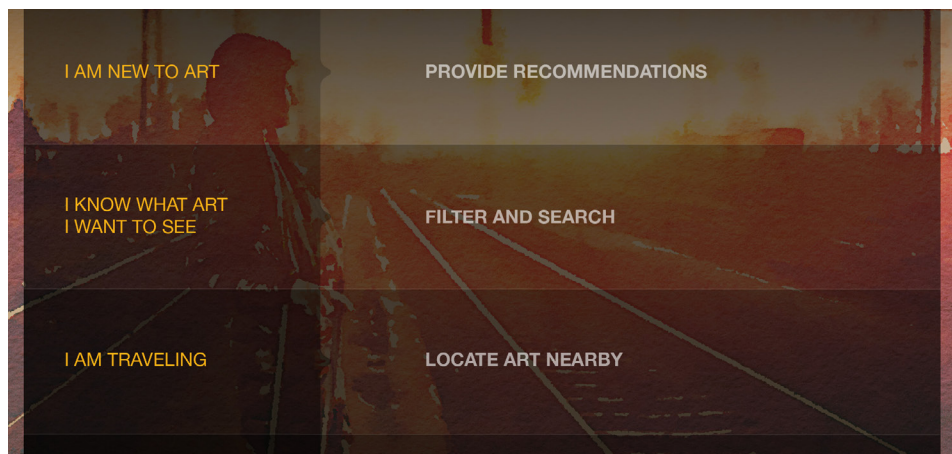 I AM NEW TO ART
PROVIDE RECOMMENDATIONS
I KNOW WHAT ART
I WANT TO SEE
FILTER AND SEARCH
I AM TRAVELING
LOCATE ART NEARBY